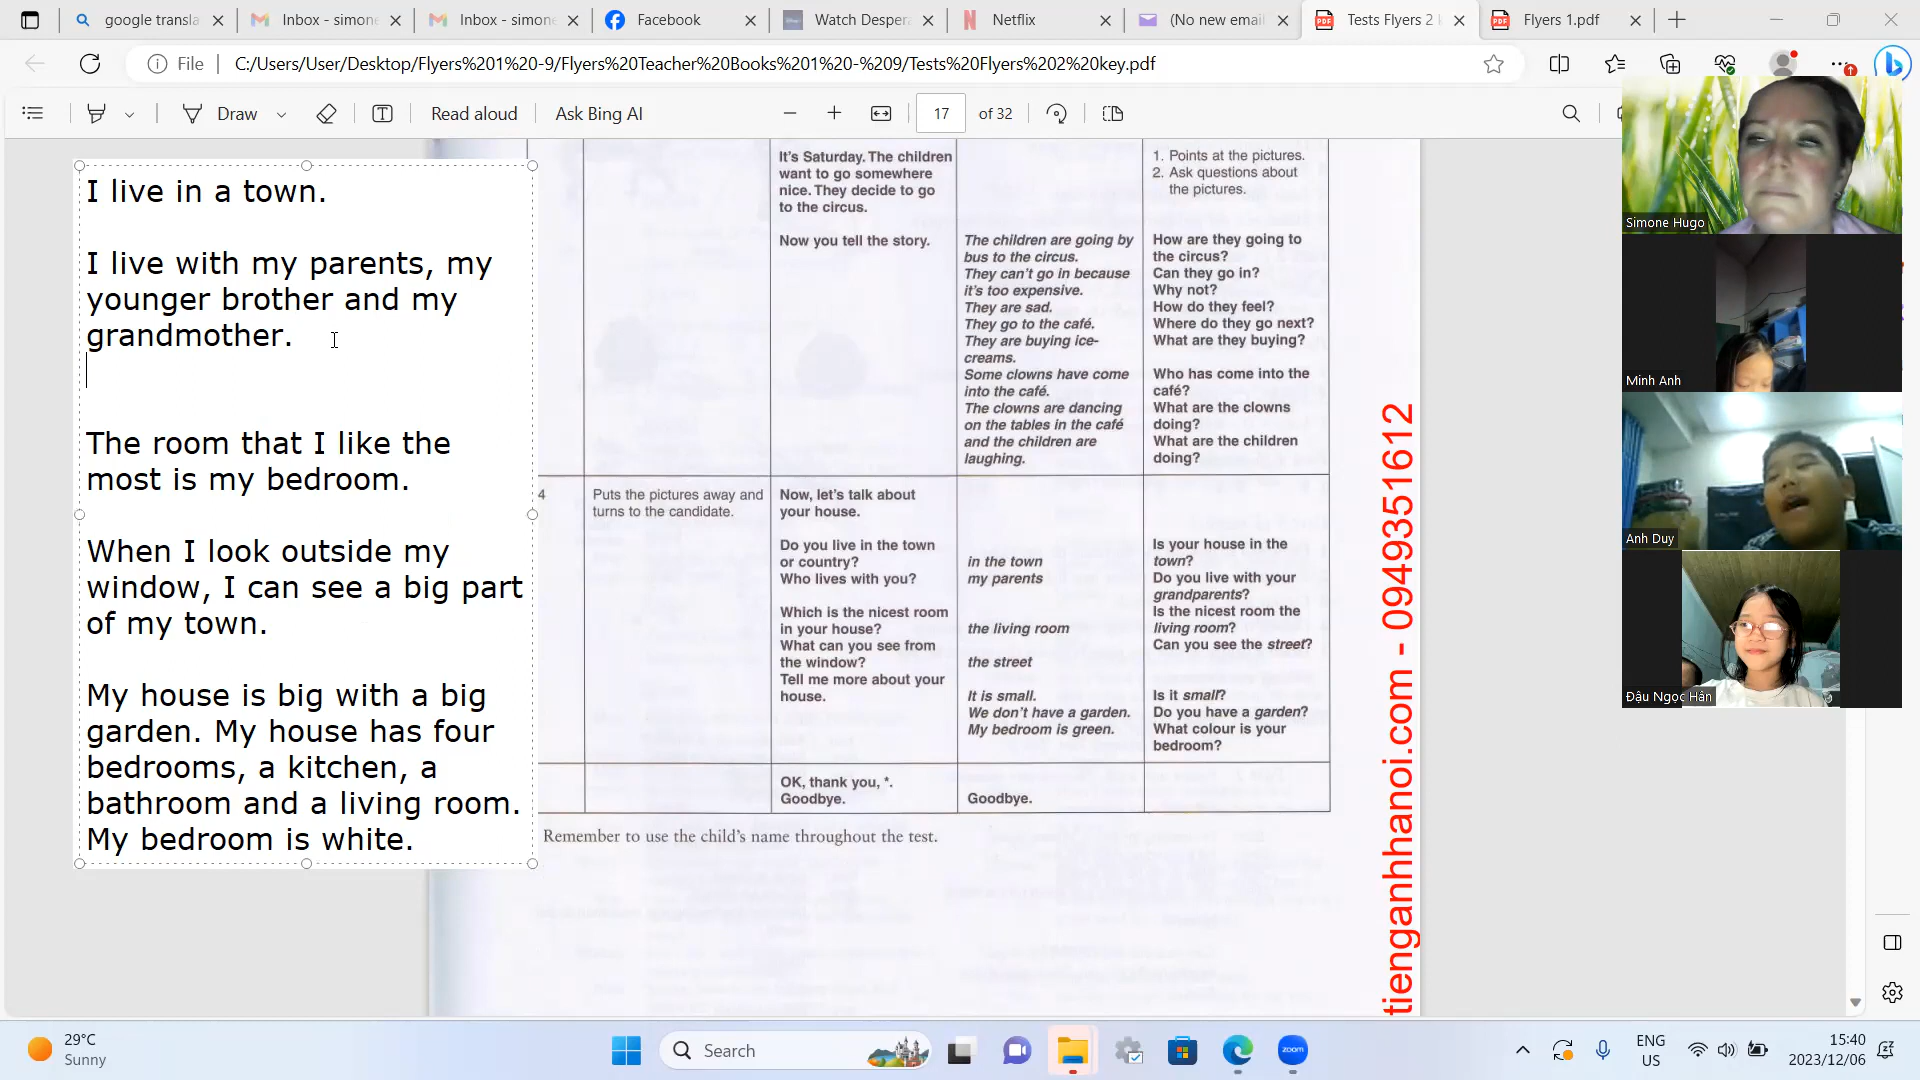 google transla
Inbox - simone
Inbox - simone
Facebook
Watch Despera
Netflix
(No new email
Tests Flyers 2 k
Flyers 1.pdf
File
C:/Users/User/Desktop/Flyers%201%20-9/Flyers%20Teacher%20Books%201%20-%209/Tests%20Flyers%202%20key.pdf
Draw
Read aloud
Ask Bing AI
17
of 32
I live in a town.
I live with my parents, my
younger brother and my
grandmother.
The room that I like the
most is my bedroom.
When I look outside my
window, I can see a big part
of my town.
My house is big with a big
garden. My house has four
bedrooms, a kitchen, a
bathroom and a living room.
My bedroom is white.
It's Saturday. The children
want to go somewhere
nice. They decide to go
to the circus.
Now you tell the story.
The children are going by
bus to the circus.
They can't go in because
it's too expensive.
They are sad.
They go to the café.
They are buying ice-
creams.
Some clowns have come
into the café.
The clowns are dancing
on the tables in the café
and the children are
laughing.
1. Points at the pictures.
2. Ask questions about
the pictures.
How are they going to
the circus?
Can they go in?
Why not?
How do they feel?
Where do they go next?
What are they buying?
Who has come into the
café?
What are the clowns
doing?
What are the children
doing?
4
Puts the pictures away and
turns to the candidate.
Now, let's talk about
your house.
Do you live in the town
or country?
Who lives with you?
Which is the nicest room
in your house?
What can you see from
the window?
Tell me more about your
house.
in the town
my parents
the living room
the street
It is small.
We don't have a garden.
My bedroom is green.
Is your house in the
town?
Do you live with your
grandparents?
Is the nicest room the
living room?
Can you see the street?
Is it small?
Do you have a garden?
What colour is your
bedroom?
OK, thank you, *.
Goodbye.
Goodbye.
Remember to use the child's name throughout the test.
tienganhhanoi.com - 0949351612
Simone Hugo
Minh Anh
Anh Duy
Đậu Ngọc Hân
29°C
Sunny
Search
zoom
ENG
US
15:40
2023/12/06